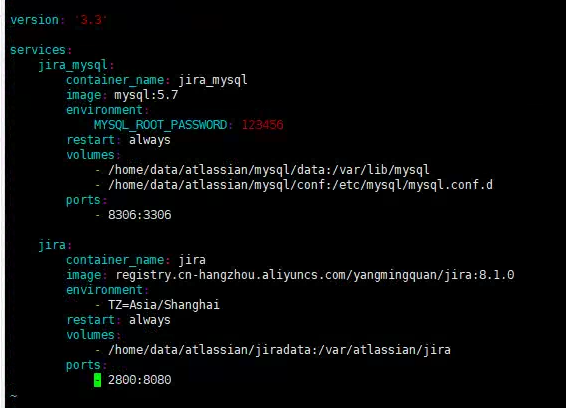 version: '3.3'
services:
    jira_mysql:
        container_name: jira_mysql
        image: mysql:5.7
        environment:
            MYSQL_ROOT_PASSWORD: 123456
        restart: always
        volumes:
            - /home/data/atlassian/mysql/data:/var/lib/mysql
            - /home/data/atlassian/mysql/conf:/etc/mysql/mysql.conf.d
        ports:
            - 8306:3306
    jira:
        container_name: jira
        image: registry.cn-hangzhou.aliyuncs.com/yangmingquan/jira:8.1.0
        environment:
            - TZ=Asia/Shanghai
        restart: always
        volumes:
            - /home/data/atlassian/jiradata:/var/atlassian/jira
        ports:
            - 2800:8080
~